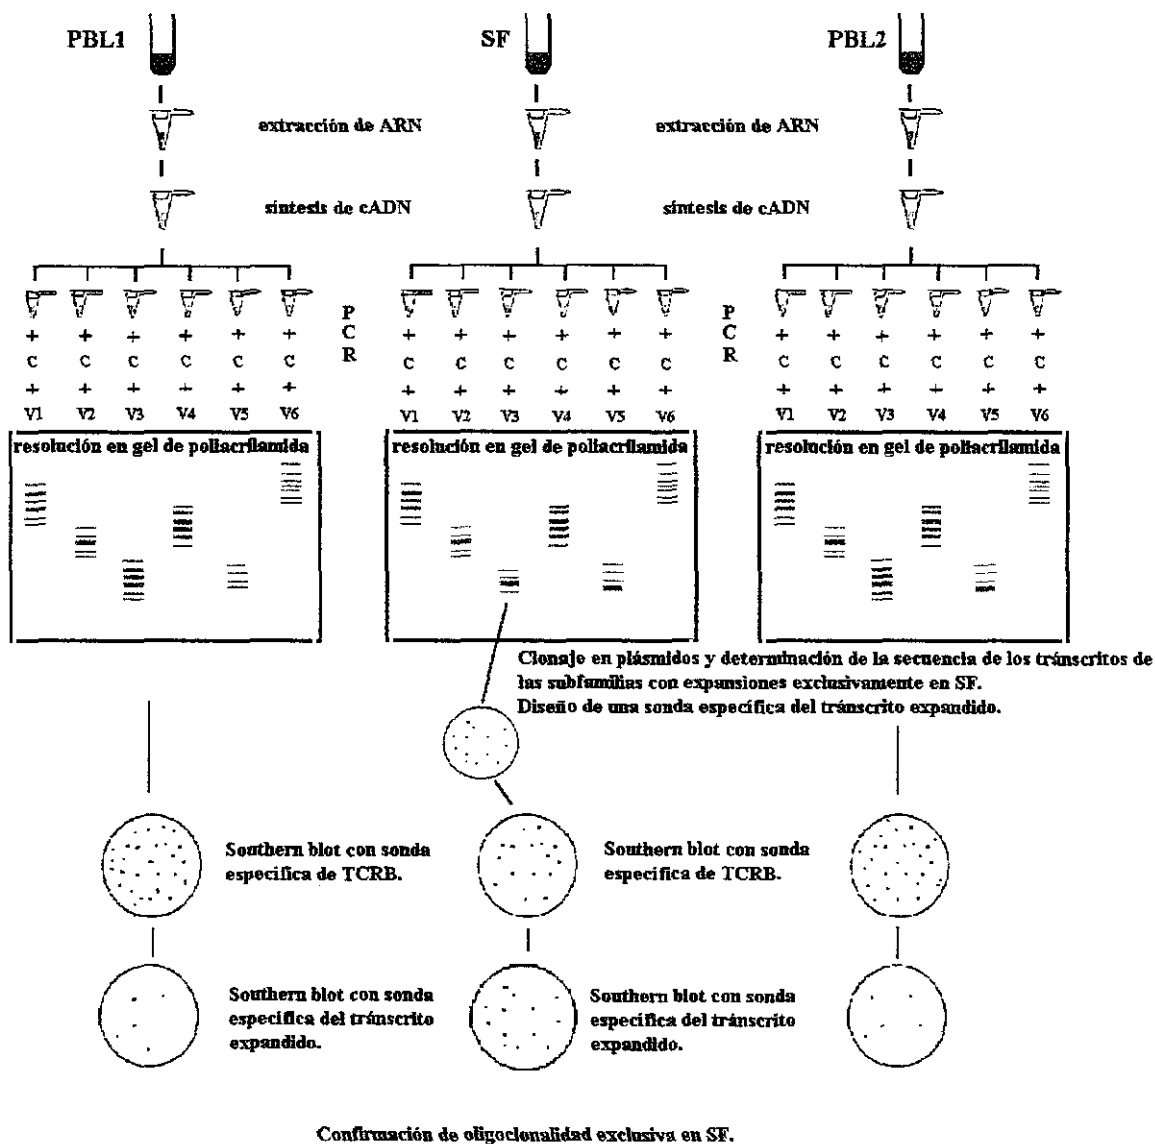 PBL1 SF PBL2
extracción de ARN extracción de ARN
síntesis de cADN síntesis de cADN
P P
C C
R R
+ + + + + + + + + + + + + + + + + +
C C C C C C C C C C C C C C C C C C
+ + + + + + + + + + + + + + + + + +
V1 V2 V3 V4 V5 V6 V1 V2 V3 V4 V5 V6 V1 V2 V3 V4 V5 V6
resolución en gel de poliacrilamida resolución en gel de poliacrilamida resolución en gel de poliacrilamida
Clonaje en plásmidos y determinación de la secuencia de los tránscritos de
las subfamilias con expansiones exclusivamente en SF.
Diseño de una sonda específica del tránscrito expandido.
Southern blot con sonda
específica de TCRB.
Southern blot con sonda
específica de TCRB.
Southern blot con sonda
específica del tránscrito
expandido.
Southern blot con sonda
específica del tránscrito
expandido.
Confirmación de oligoclonalidad exclusiva en SF.